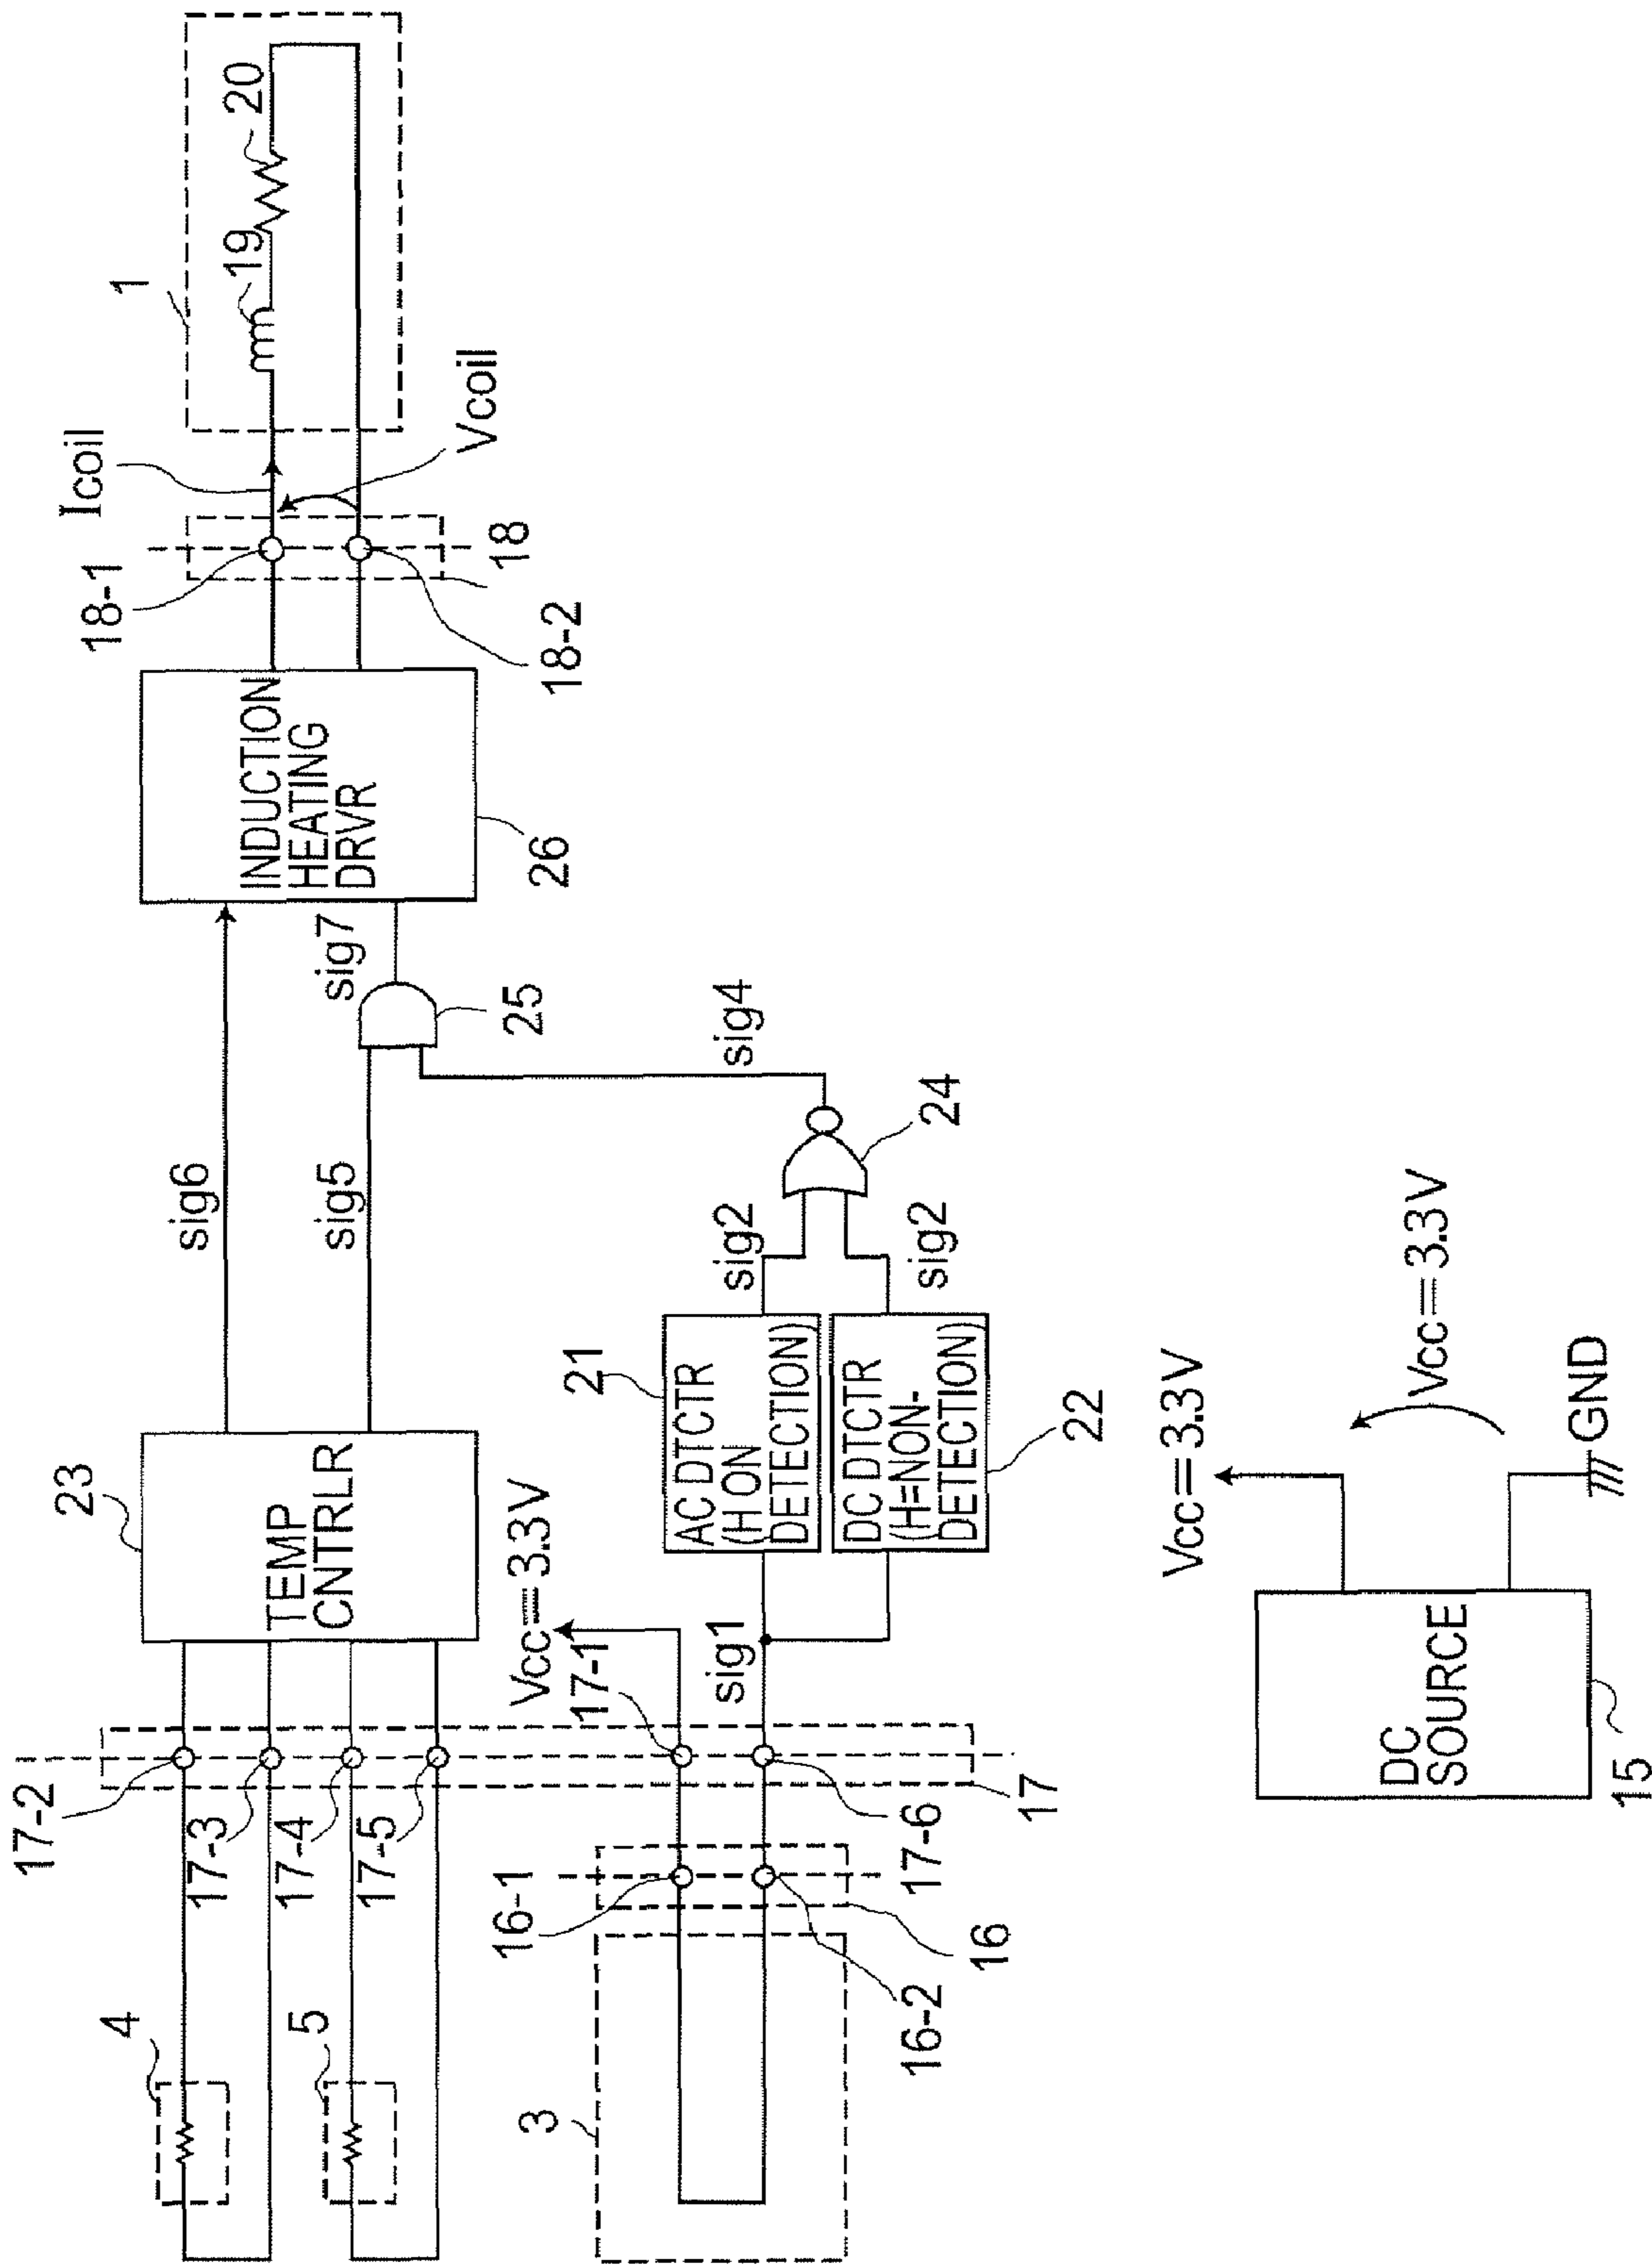 1
19
20
Icoil
Vcoil
18-1
18
18-2
INDUCTION
HEATING
DRVR
26
sig7
25
sig4
sig6
sig5
24
sig2
sig2
23
TEMP
CNTRLR
21
AC DTCTR
(H ON
DETECTION)
DC DTCTR
(H=NON-
DETECTION)
22
Vcc=3.3V
17-1
sig1
17-2
17-3
17-4
17-5
17-6
17
16-1
16
16-2
4
5
3
Vcc=3.3V
Vcc=3.3V
GND
DC
SOURCE
15